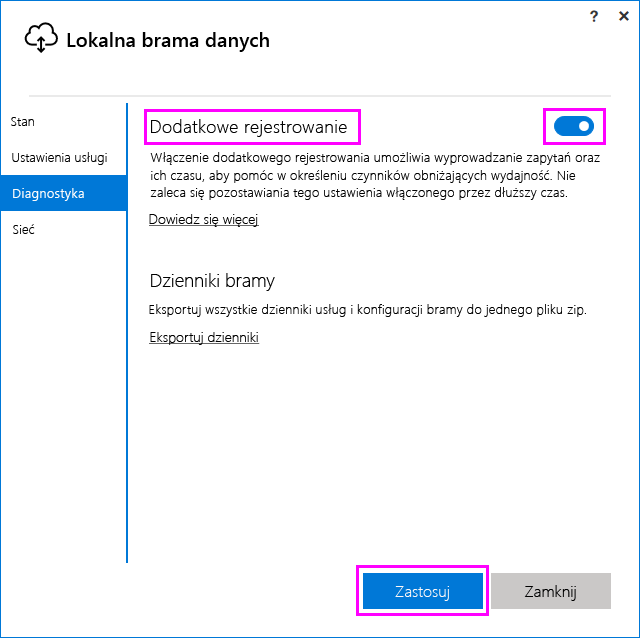 ? ×
Lokalna brama danych
Stan
Ustawienia usługi
Diagnostyka
Sieć
Dodatkowe rejestrowanie
Włączenie dodatkowego rejestrowania umożliwia wyprowadzanie zapytań oraz
ich czasu, aby pomóc w określeniu czynników obniżających wydajność. Nie
zaleca się pozostawiania tego ustawienia włączonego przez dłuższy czas.
Dowiedz się więcej
Dzienniki bramy
Eksportuj wszystkie dzienniki usług i konfiguracji bramy do jednego pliku zip.
Eksportuj dzienniki
Zastosuj
Zamknij